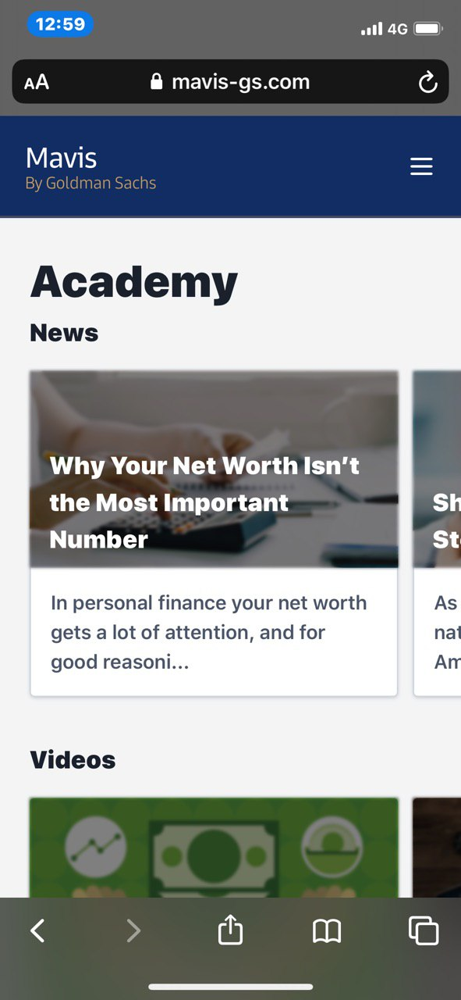 12:59
4G
AA
mavis-gs.com
Mavis
By Goldman Sachs
Academy
News
Why Your Net Worth Isn’t
the Most Important
Number
Sh
St
In personal finance your net worth
gets a lot of attention, and for
good reasoni...
As
nat
Am
Videos